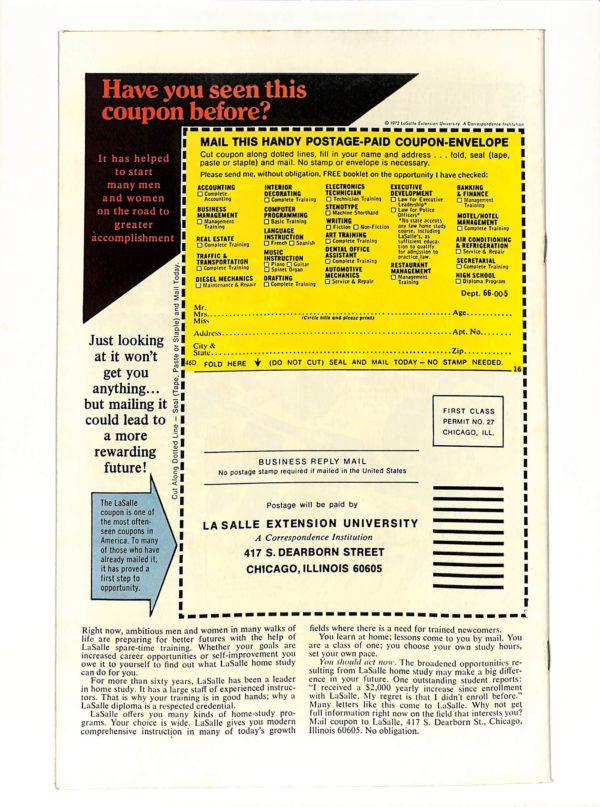 Have you seen this
coupon before?
© 1972 LaSalle Extension University. A Correspondence Institution
It has helped
to start
many men
and women
on the road to
greater
accomplishment
MAIL THIS HANDY POSTAGE-PAID COUPON-ENVELOPE
Cut coupon along dotted lines, fill in your name and address . . . fold, seal (tape,
paste or staple) and mail. No stamp or envelope is necessary.
Please send me, without obligation, FREE booklet on the opportunity I have checked:
ACCOUNTING
Complete
Accounting
BUSINESS
MANAGEMENT
Management
Training
REAL ESTATE
Complete Training
TRAFFIC &
TRANSPORTATION
Complete Training
DIESEL MECHANICS
Maintenance & Repair
INTERIOR
DECORATING
Complete Training
COMPUTER
PROGRAMMING
Basic Training
LANGUAGE
INSTRUCTION
French Spanish
MUSIC
INSTRUCTION
Piano Guitar
Spinet Organ
DRAFTING
Complete Training
ELECTRONICS
TECHNICIAN
Technician Training
STENOTYPE
Machine Shorthand
WRITING
Fiction Non-Fiction
ART TRAINING
Complete Training
DENTAL OFFICE
ASSISTANT
Complete Training
AUTOMOTIVE
MECHANICS
Service & Repair
EXECUTIVE
DEVELOPMENT
Law for Executive
Leadership*
Law for Police
Officers*
*No state accepts
any law home study
course, including
LaSalle's, as
sufficient educa-
tion to qualify
for admission to
practice law.
RESTAURANT
MANAGEMENT
Management
Training
BANKING
& FINANCE
Management
Training
MOTEL/HOTEL
MANAGEMENT
Complete
Training
AIR CONDITIONING
& REFRIGERATION
Service & Repair
SECRETARIAL
Complete Training
HIGH SCHOOL
Diploma Program
Dept. 66-005
Mr.
Mrs. Age
Miss (Circle title and please print)
Address Apt. No.
City &
State Zip
46D FOLD HERE (DO NOT CUT) SEAL AND MAIL TODAY – NO STAMP NEEDED.
16
Cut Along Dotted Line – Seal (Tape, Paste or Staple) and Mail Today.
Just looking
at it won't
get you
anything...
but mailing it
could lead to
a more
rewarding
future!
The LaSalle
coupon is one of
the most often-
seen coupons in
America. To many
of those who have
already mailed it,
it has proved a
first step to
opportunity.
FIRST CLASS
PERMIT NO. 27
CHICAGO, ILL.
BUSINESS REPLY MAIL
No postage stamp required if mailed in the United States
Postage will be paid by
LA SALLE EXTENSION UNIVERSITY
A Correspondence Institution
417 S. DEARBORN STREET
CHICAGO, ILLINOIS 60605
Right now, ambitious men and women in many walks of
life are preparing for better futures with the help of
LaSalle spare-time training. Whether your goals are
increased career opportunities or self-improvement you
owe it to yourself to find out what LaSalle home study
can do for you.
For more than sixty years, LaSalle has been a leader
in home study. It has a large staff of experienced instruc-
tors. That is why your training is in good hands; why a
LaSalle diploma is a respected credential.
LaSalle offers you many kinds of home-study pro-
grams. Your choice is wide. LaSalle gives you modern
comprehensive instruction in many of today's growth
fields where there is a need for trained newcomers.
You learn at home; lessons come to you by mail. You
are a class of one; you choose your own study hours,
set your own pace.
You should act now. The broadened opportunities re-
sulting from LaSalle home study may make a big differ-
ence in your future. One outstanding student reports:
"I received a $2,000 yearly increase since enrollment
with LaSalle. My regret is that I didn't enroll before."
Many letters like this come to LaSalle. Why not get
full information right now on the field that interests you?
Mail coupon to LaSalle, 417 S. Dearborn St., Chicago,
Illinois 60605. No obligation.